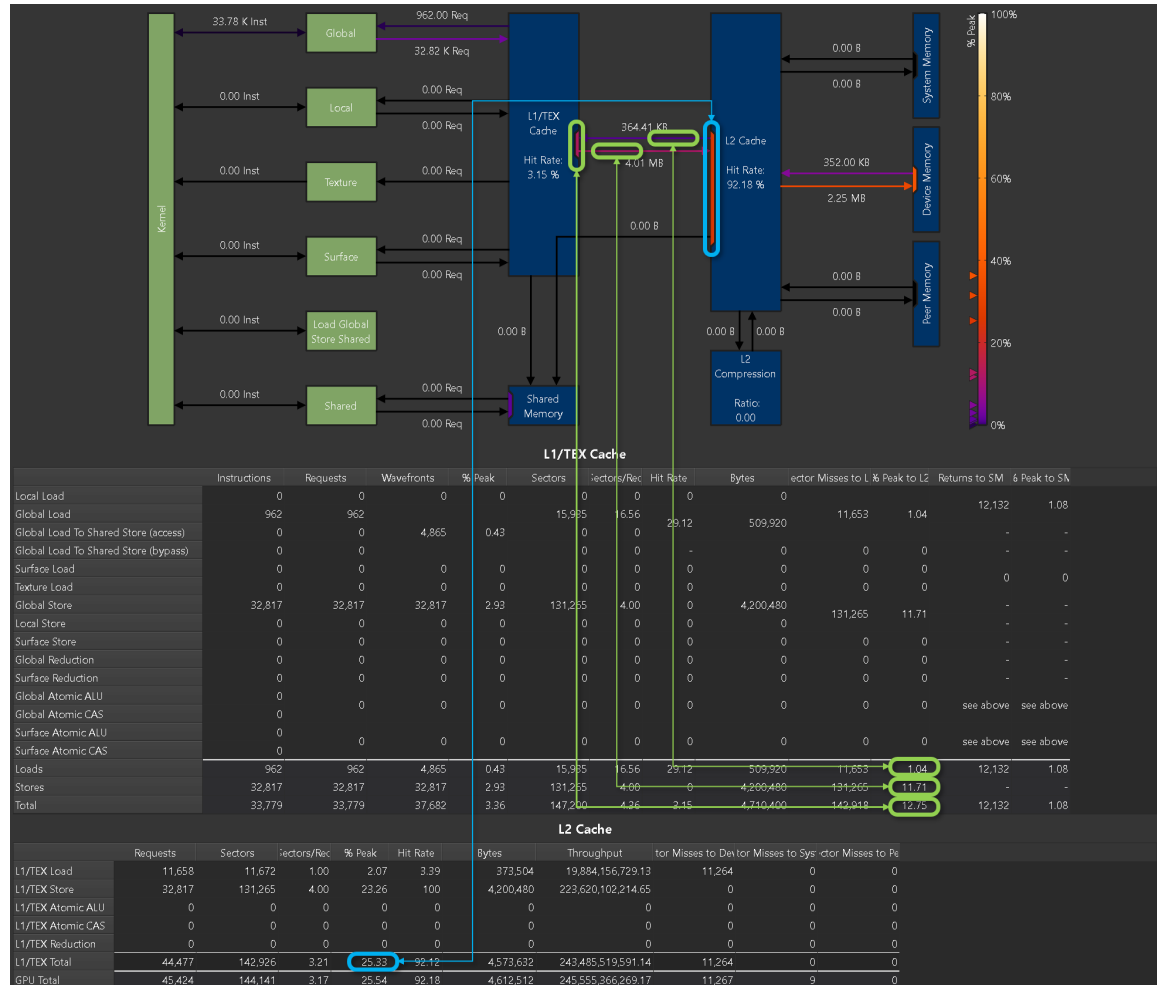 33.78 K Inst
962.00 Req
Global
32.82 K Req
0.00 Inst
Local
0.00 Req
0.00 Req
0.00 Inst
Texture
0.00 Req
0.00 Inst
Surface
0.00 Req
0.00 Req
0.00 Inst
Load Global
Store Shared
0.00 Inst
Shared
0.00 Req
0.00 Req
Kernel
L1/TEX
Cache
Hit Rate:
3.15 %
364.41 KB
4.01 MB
0.00 B
0.00 B
Shared
Memory
L2 Cache
Hit Rate:
92.18 %
0.00 B
0.00 B
L2
Compression
Ratio:
0.00
0.00 B
0.00 B
System Memory
352.00 KB
2.25 MB
Device Memory
0.00 B
0.00 B
Peer Memory
% Peak
100%
80%
60%
40%
20%
0%
L1/TEX Cache
Instructions Requests Wavefronts % Peak Sectors Sectors/Rec Hit Rate Bytes ector Misses to L % Peak to L2 Returns to SM % Peak to SM
Local Load 0 0 0 0 0 0 0 0
Global Load 962 962 15,935 16.56 11,653 1.04 12,132 1.08
29.12 509,920
Global Load To Shared Store (access) 0 0 4,865 0.43 0 0 - -
Global Load To Shared Store (bypass) 0 0 0 0 - 0 0 0 - -
Surface Load 0 0 0 0 0 0 0 0 0 0
0 0
Texture Load 0 0 0 0 0 0 0 0 0 0
Global Store 32,817 32,817 32,817 2.93 131,265 4.00 0 4,200,480 - -
131,265 11.71
Local Store 0 0 0 0 0 0 0 0 - -
Surface Store 0 0 0 0 0 0 0 0 0 0 - -
Global Reduction 0 0 0 0 0 0 0 0 0 0 - -
Surface Reduction 0 0 0 0 0 0 0 0 0 0 - -
Global Atomic ALU 0
0 0 0 0 0 0 0 0 0 see above see above
Global Atomic CAS 0
Surface Atomic ALU 0
0 0 0 0 0 0 0 0 0 see above see above
Surface Atomic CAS 0
Loads 962 962 4,865 0.43 15,935 16.56 29.12 509,920 11,653 1.04 12,132 1.08
Stores 32,817 32,817 32,817 2.93 131,265 4.00 0 4,200,480 131,265 11.71 - -
Total 33,779 33,779 37,682 3.36 147,200 4.36 3.15 4,710,400 142,918 12.75 12,132 1.08
L2 Cache
Requests Sectors Sectors/Rec % Peak Hit Rate Bytes Throughput tor Misses to Dev tor Misses to Sys ctor Misses to Pe
L1/TEX Load 11,658 11,672 1.00 2.07 3.39 373,504 19,884,156,729.13 11,264 0 0
L1/TEX Store 32,817 131,265 4.00 23.26 100 4,200,480 223,620,102,214.65 0 0 0
L1/TEX Atomic ALU 0 0 0 0 0 0 0 0 0 0
L1/TEX Atomic CAS 0 0 0 0 0 0 0 0 0 0
L1/TEX Reduction 0 0 0 0 0 0 0 0 0 0
L1/TEX Total 44,477 142,926 3.21 25.33 92.12 4,573,632 243,485,519,591.14 11,264 0 0
GPU Total 45,424 144,141 3.17 25.54 92.18 4,612,512 245,555,366,269.17 11,267 9 0